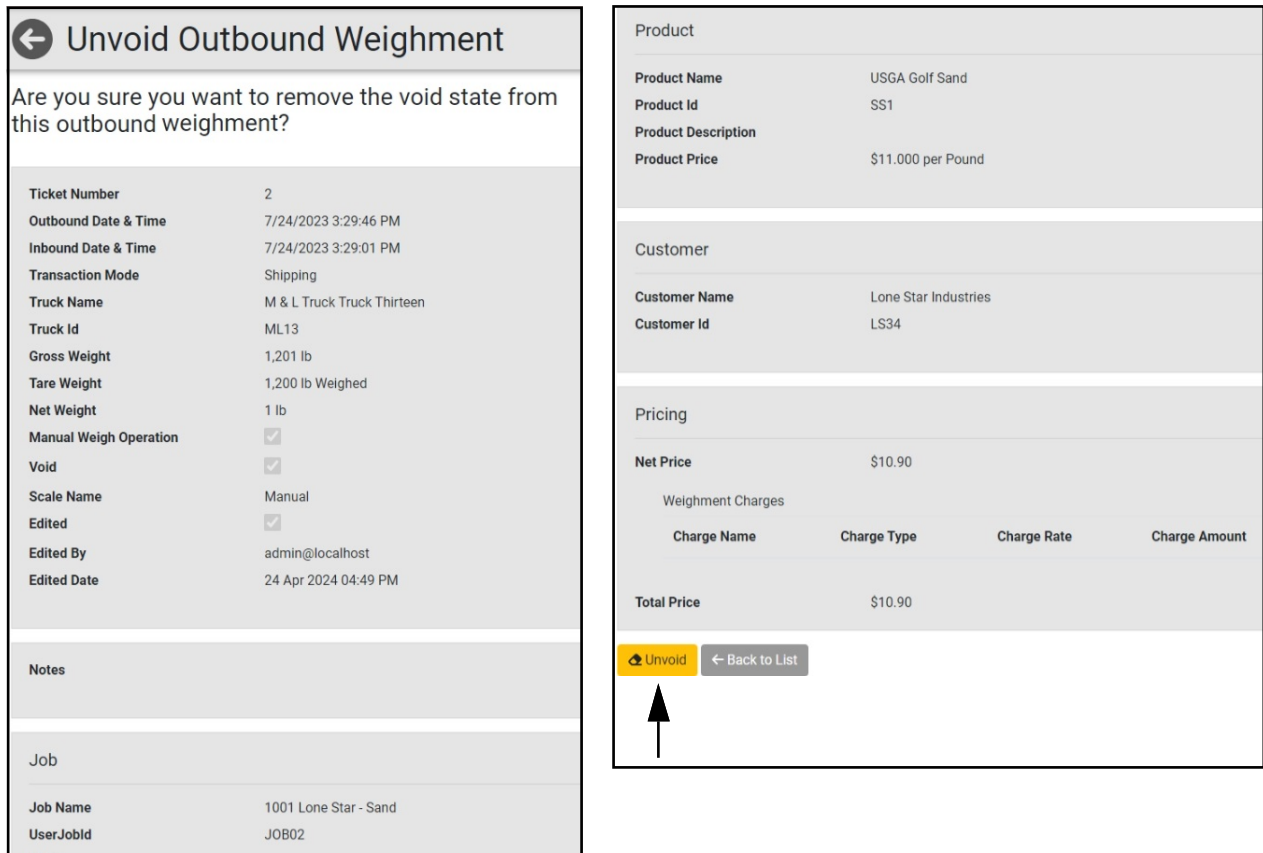 Unvoid Outbound Weighment
Are you sure you want to remove the void state from
this outbound weighment?
Ticket Number 2
Outbound Date & Time 7/24/2023 3:29:46 PM
Inbound Date & Time 7/24/2023 3:29:01 PM
Transaction Mode Shipping
Truck Name M & L Truck Truck Thirteen
Truck Id ML13
Gross Weight 1,201 lb
Tare Weight 1,200 lb Weighed
Net Weight 1 lb
Manual Weigh Operation
Void
Scale Name Manual
Edited
Edited By admin@localhost
Edited Date 24 Apr 2024 04:49 PM
Notes
Job
Job Name 1001 Lone Star - Sand
UserJobId JOB02
Product
Product Name USGA Golf Sand
Product Id SS1
Product Description
Product Price $11.000 per Pound
Customer
Customer Name Lone Star Industries
Customer Id LS34
Pricing
Net Price $10.90
Weighment Charges
Charge Name Charge Type Charge Rate Charge Amount
Total Price $10.90
Unvoid Back to List